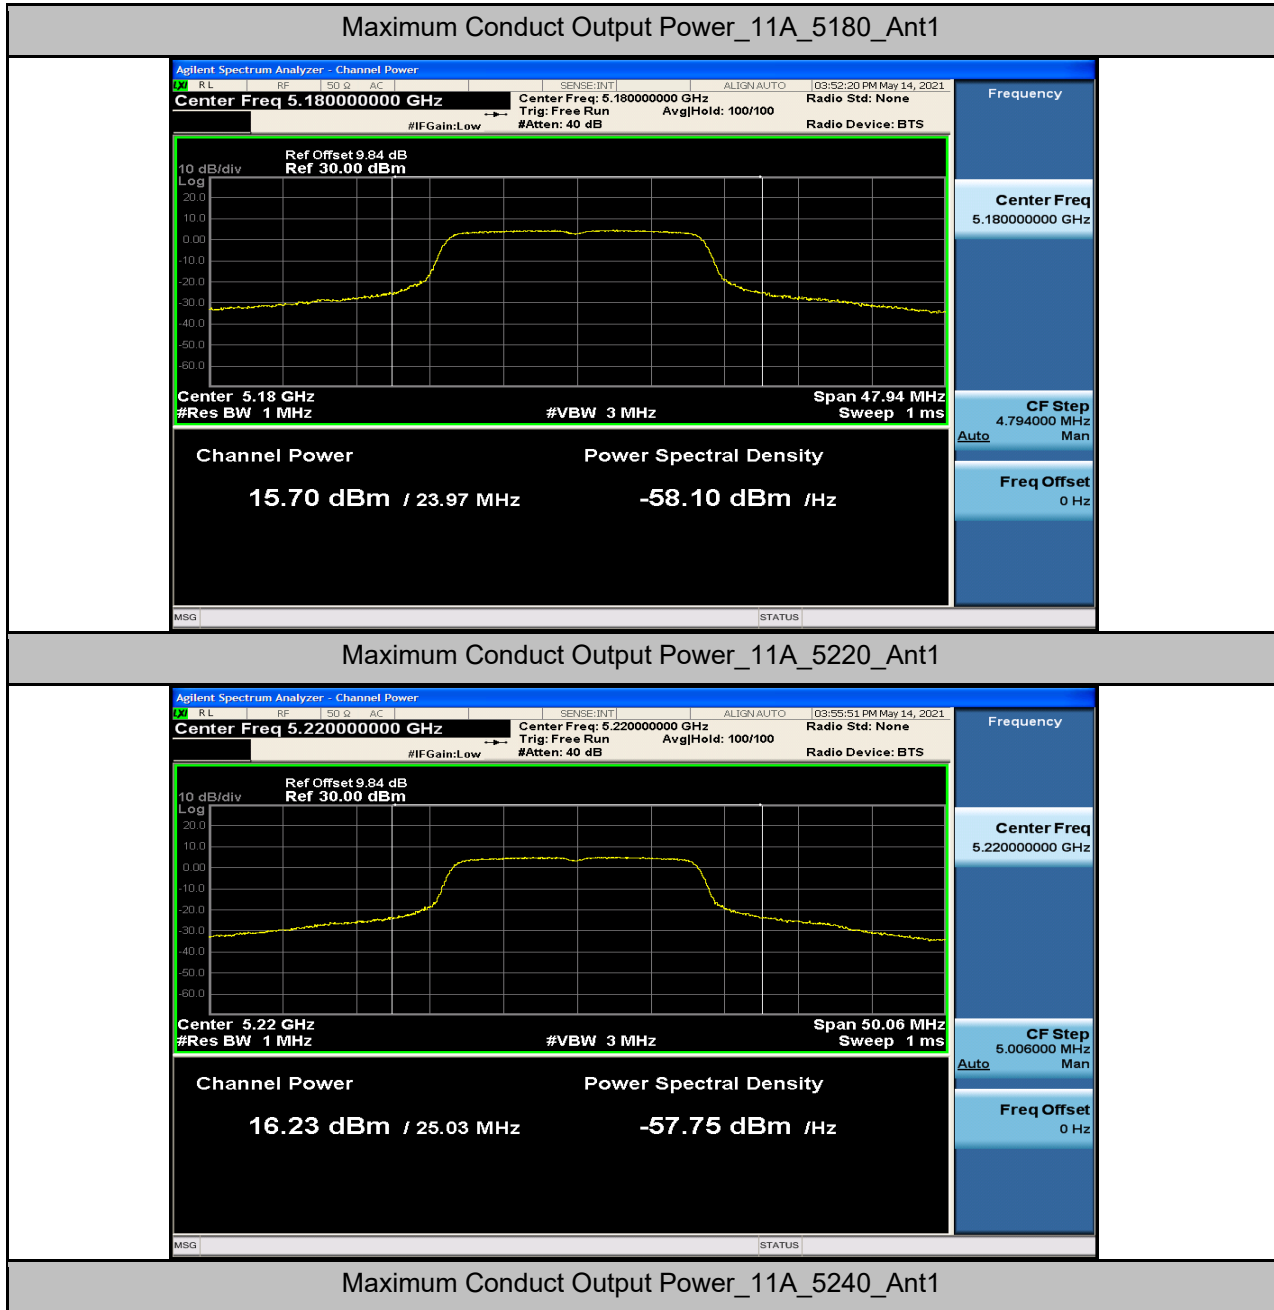 Maximum Conduct Output Power_11A_5180_Ant1
Agilent Spectrum Analyzer - Channel Power
LXI RL RF 50 Ω AC SENSE:INT ALIGN AUTO 03:52:20 PM May 14, 2021
Center Freq 5.180000000 GHz
Center Freq: 5.180000000 GHz
Radio Std: None
Trig: Free Run Avg|Hold: 100/100
#IFGain:Low #Atten: 40 dB Radio Device: BTS
Frequency
Ref Offset 9.84 dB
10 dB/div Ref 30.00 dBm
Log
20.0
10.0
0.00
-10.0
-20.0
-30.0
-40.0
-50.0
-60.0
Center 5.18 GHz Span 47.94 MHz
#Res BW 1 MHz #VBW 3 MHz Sweep 1 ms
Center Freq
5.180000000 GHz
CF Step
4.794000 MHz
Auto Man
Freq Offset
0 Hz
Channel Power Power Spectral Density
15.70 dBm / 23.97 MHz -58.10 dBm /Hz
MSG STATUS
Maximum Conduct Output Power_11A_5220_Ant1
Agilent Spectrum Analyzer - Channel Power
LXI RL RF 50 Ω AC SENSE:INT ALIGN AUTO 03:55:51 PM May 14, 2021
Center Freq 5.220000000 GHz
Center Freq: 5.220000000 GHz
Radio Std: None
Trig: Free Run Avg|Hold: 100/100
#IFGain:Low #Atten: 40 dB Radio Device: BTS
Frequency
Ref Offset 9.84 dB
10 dB/div Ref 30.00 dBm
Log
20.0
10.0
0.00
-10.0
-20.0
-30.0
-40.0
-50.0
-60.0
Center 5.22 GHz Span 50.06 MHz
#Res BW 1 MHz #VBW 3 MHz Sweep 1 ms
Center Freq
5.220000000 GHz
CF Step
5.006000 MHz
Auto Man
Freq Offset
0 Hz
Channel Power Power Spectral Density
16.23 dBm / 25.03 MHz -57.75 dBm /Hz
MSG STATUS
Maximum Conduct Output Power_11A_5240_Ant1